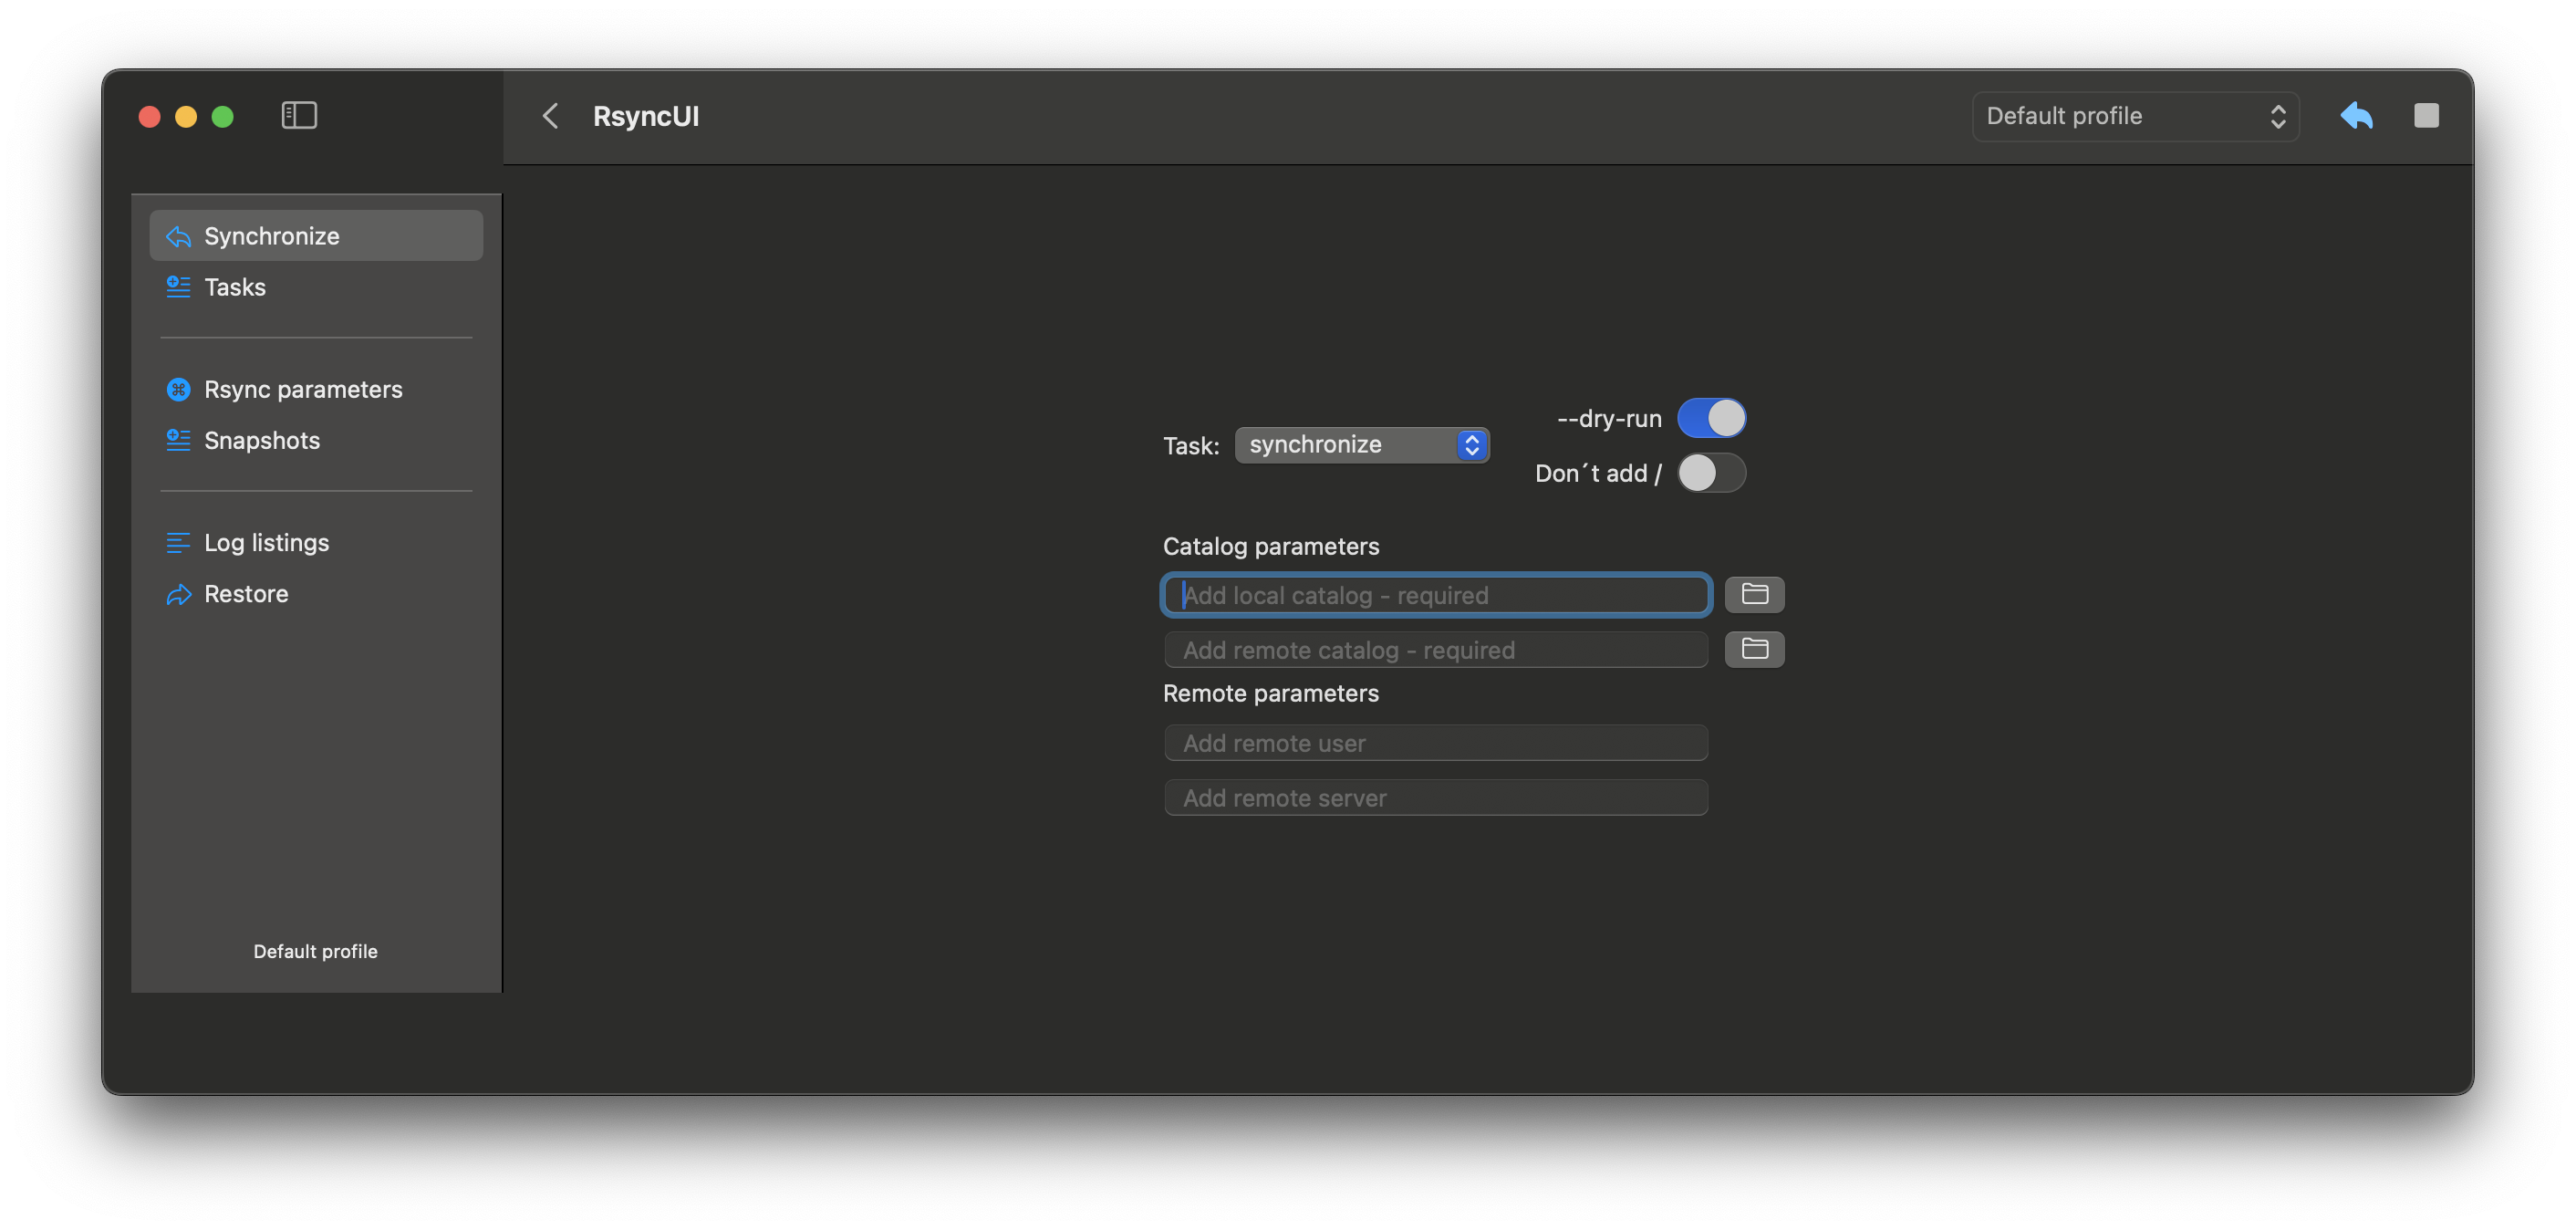 RsyncUI
Default profile
Synchronize
Tasks
Rsync parameters
Snapshots
Log listings
Restore
Default profile
Task: synchronize
--dry-run
Don´t add /
Catalog parameters
Add local catalog - required
Add remote catalog - required
Remote parameters
Add remote user
Add remote server